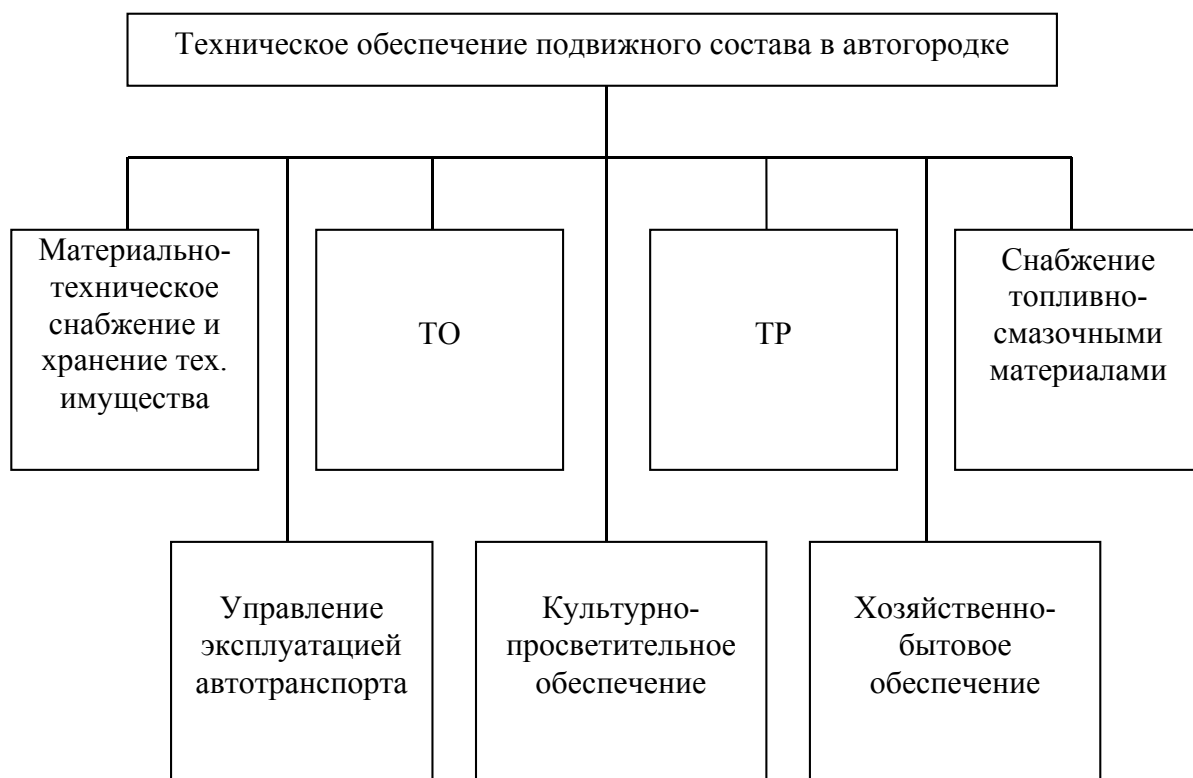 Техническое обеспечение подвижного состава в автогородке
Материально-
техническое
снабжение и
хранение тех.
имущества
ТО
ТР
Снабжение
топливно-
смазочными
материалами
Управление
эксплуатацией
автотранспорта
Культурно-
просветительное
обеспечение
Хозяйственно-
бытовое
обеспечение